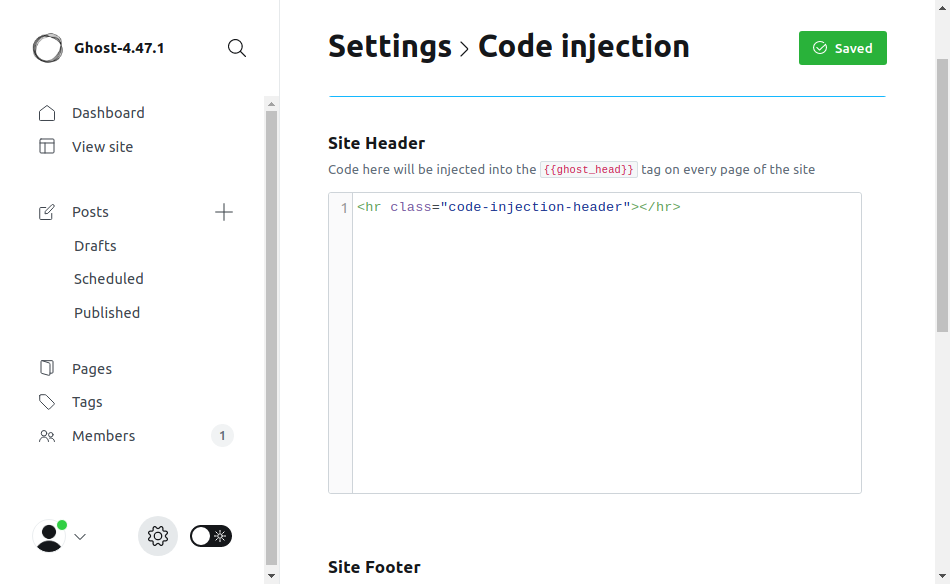 Ghost-4.47.1
Dashboard
View site
Posts
Drafts
Scheduled
Published
Pages
Tags
Members
1
Settings > Code injection
Saved
Site Header
Code here will be injected into the {{ghost_head}} tag on every page of the site
1 <hr class="code-injection-header"></hr>
Site Footer